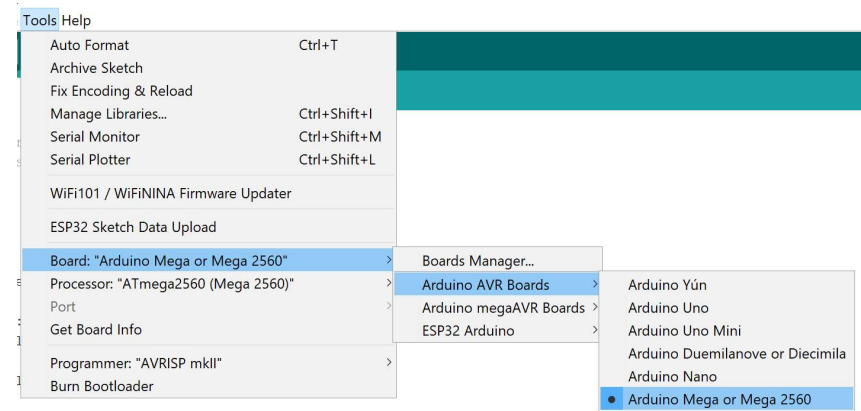 Tools Help
Auto Format Ctrl+T
Archive Sketch
Fix Encoding & Reload
Manage Libraries... Ctrl+Shift+I
Serial Monitor Ctrl+Shift+M
Serial Plotter Ctrl+Shift+L
WiFi101 / WiFiNINA Firmware Updater
ESP32 Sketch Data Upload
Board: "Arduino Mega or Mega 2560"
Processor: "ATmega2560 (Mega 2560)"
Port
Get Board Info
Programmer: "AVRISP mkII"
Burn Bootloader
Boards Manager...
Arduino AVR Boards
Arduino megaAVR Boards
ESP32 Arduino
Arduino Yún
Arduino Uno
Arduino Uno Mini
Arduino Duemilanove or Diecimila
Arduino Nano
Arduino Mega or Mega 2560